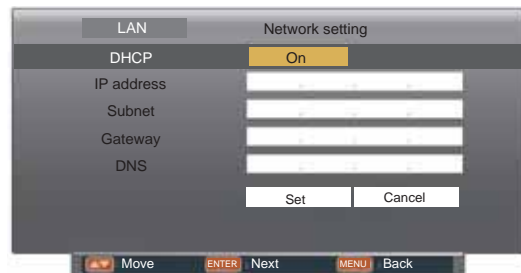 LAN Network setting
DHCP On
IP address
Subnet
Gateway
DNS
Set Cancel
Move ENTER Next MENU Back